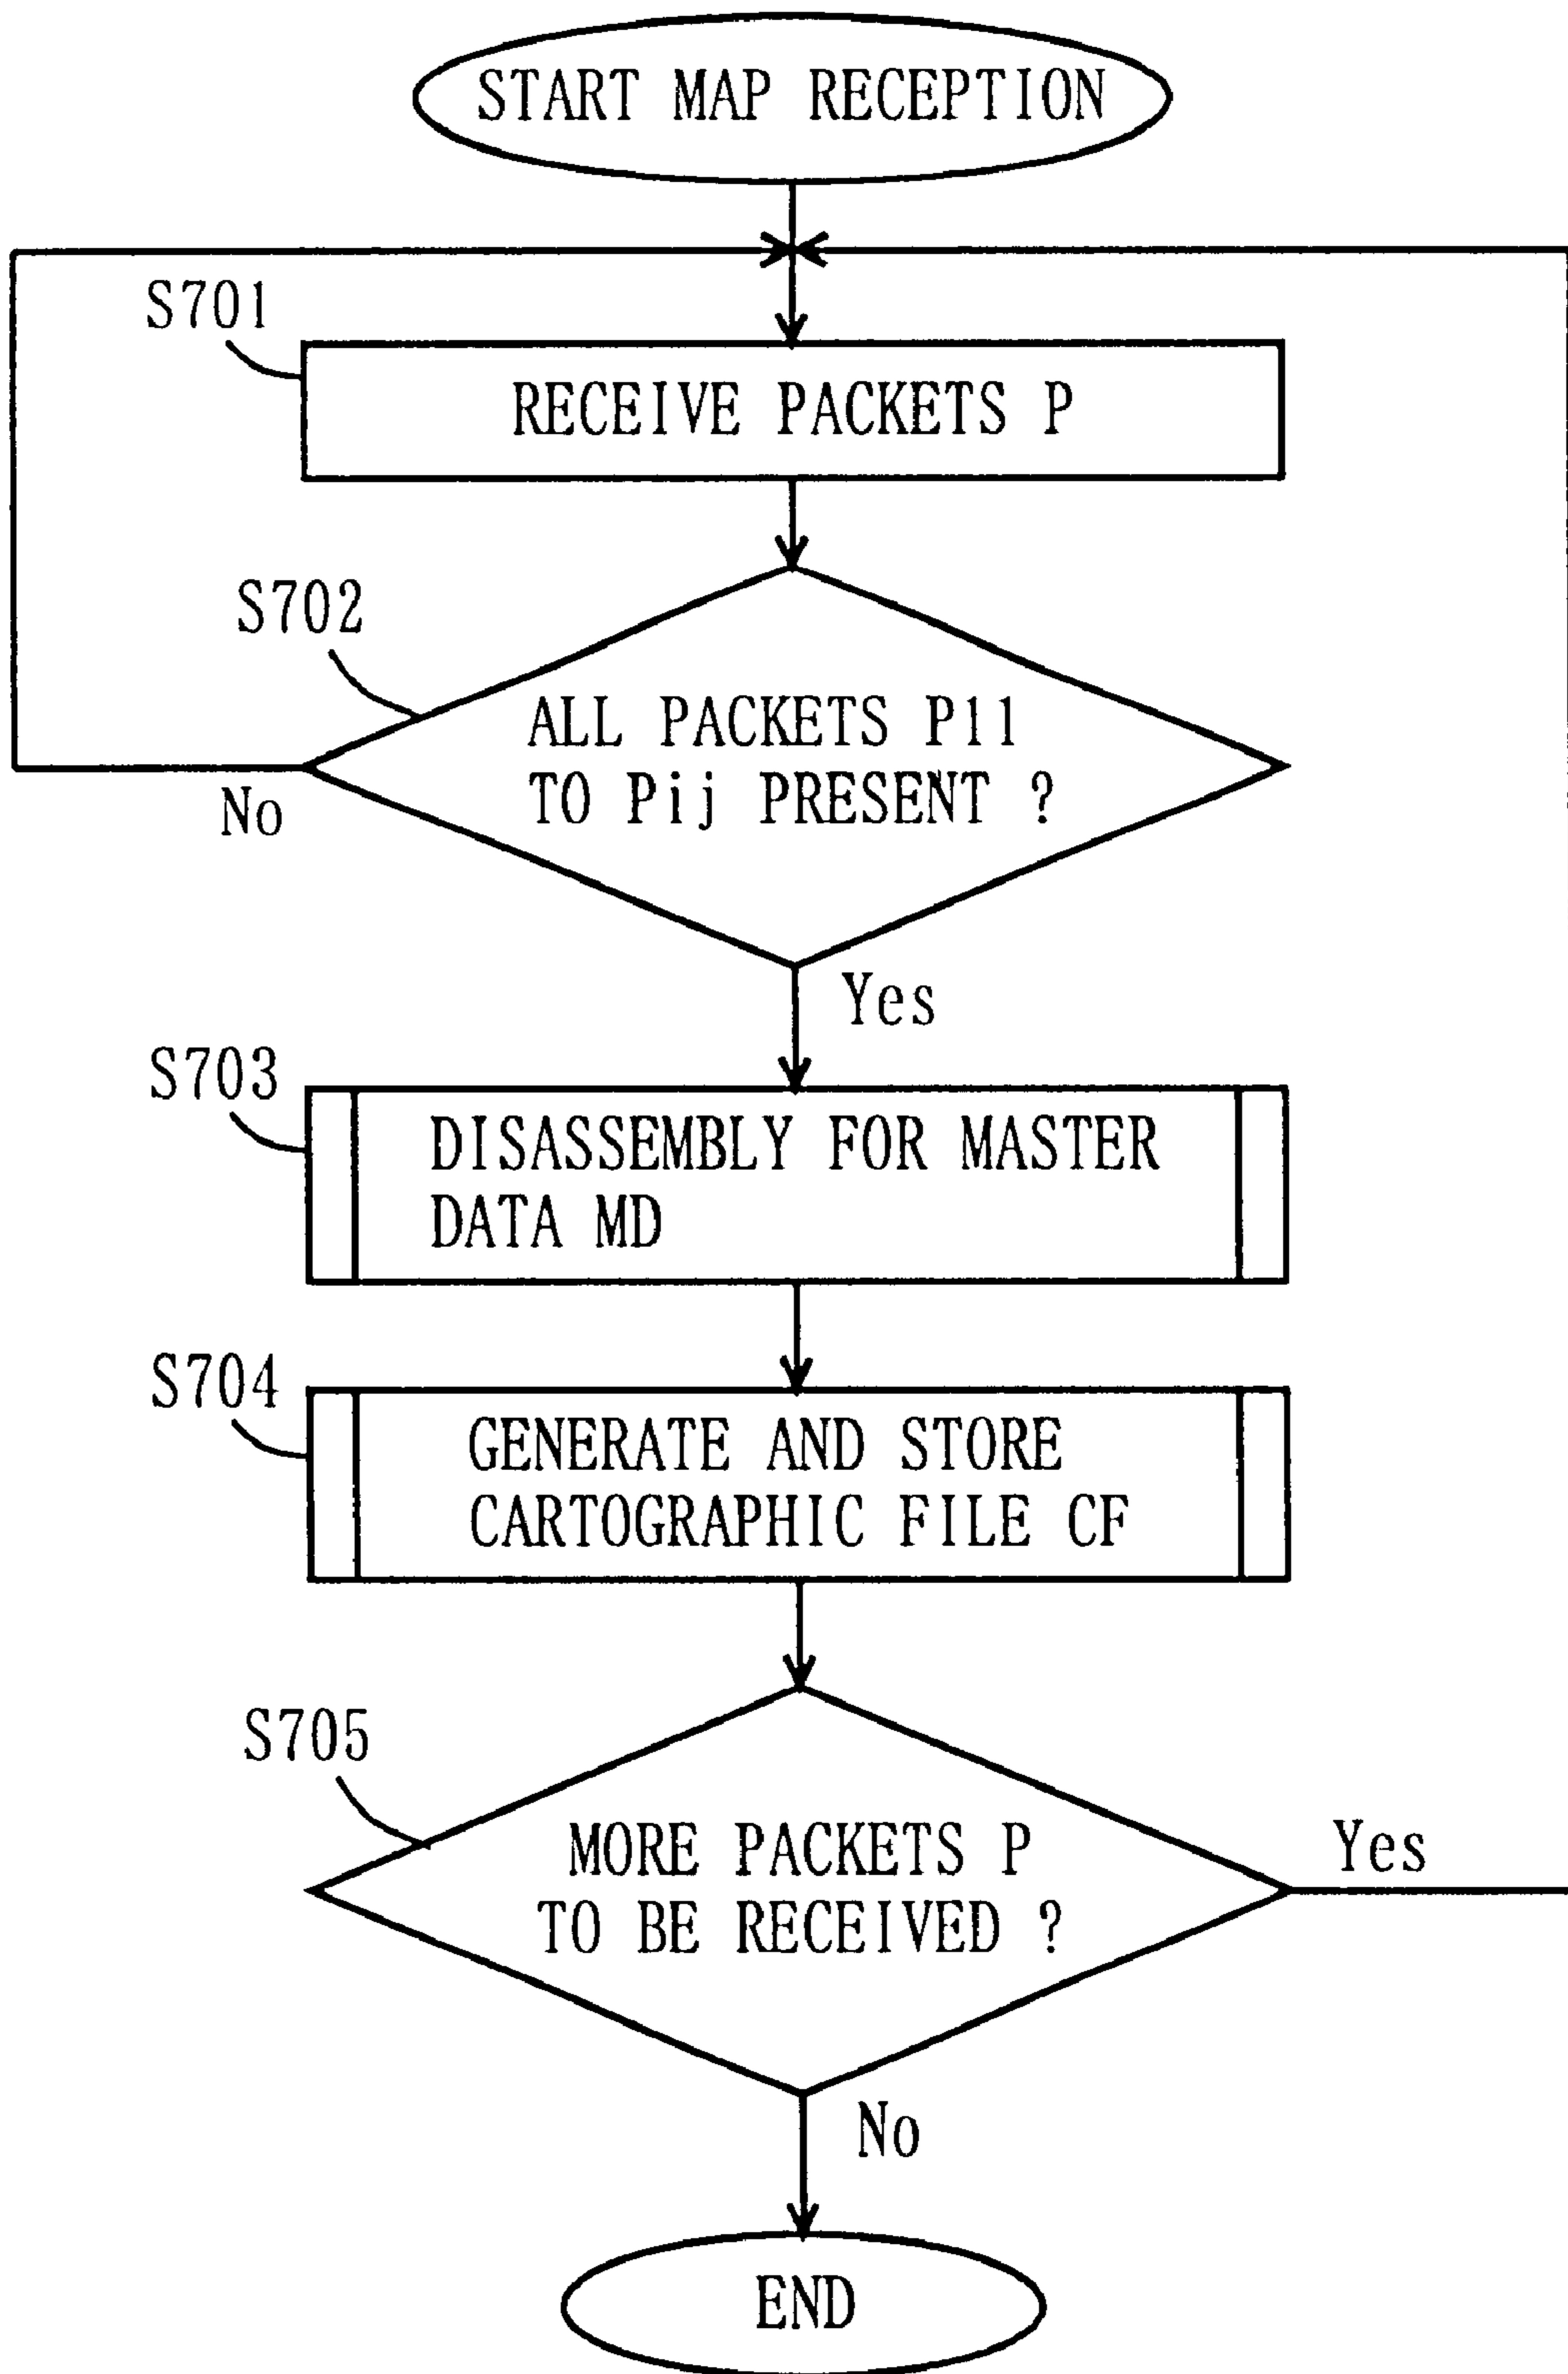 START MAP RECEPTION
S701
RECEIVE PACKETS P
S702
ALL PACKETS P11
TO Pij PRESENT ?
No
Yes
S703
DISASSEMBLY FOR MASTER
DATA MD
S704
GENERATE AND STORE
CARTOGRAPHIC FILE CF
S705
MORE PACKETS P
TO BE RECEIVED ?
Yes
No
END